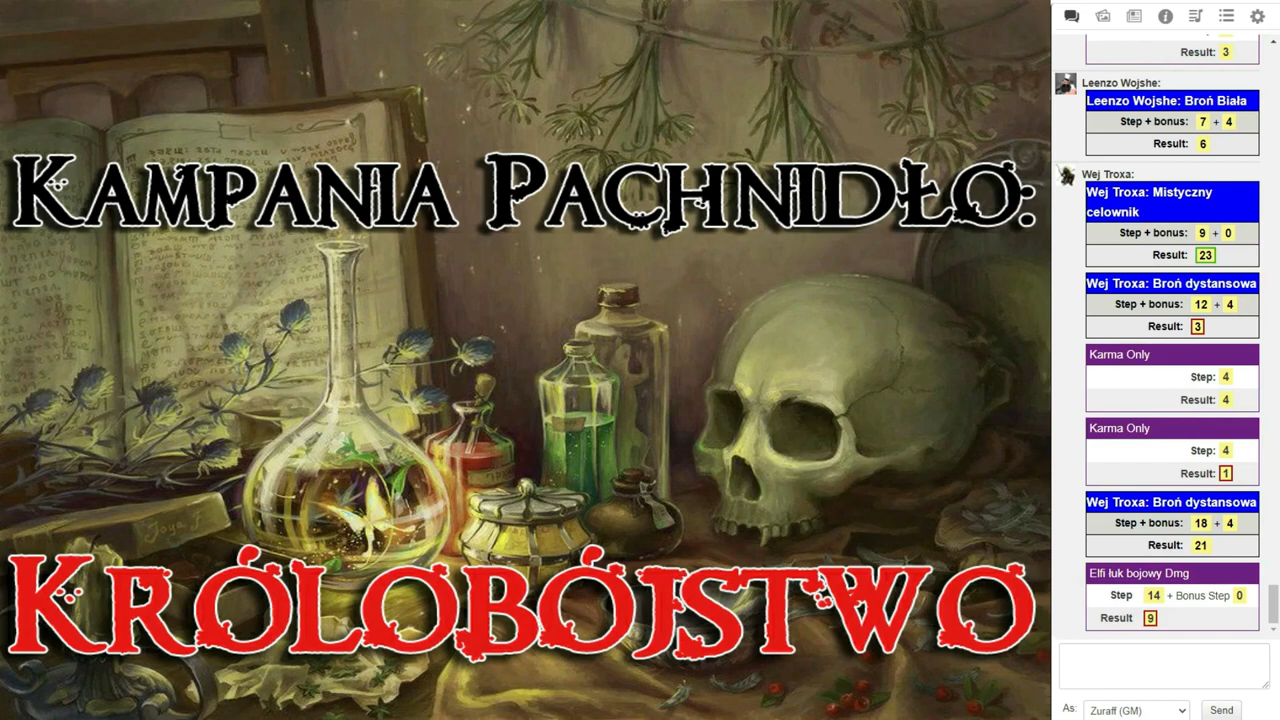 KAMPANIA PACHNIDŁO:
KRÓLOBÓJSTWO
Joya F
Result: 3
Leenzo Wojshe:
Leenzo Wojshe: Broń Biała
Step + bonus: 7 + 4
Result: 6
Wej Troxa:
Wej Troxa: Mistyczny
celownik
Step + bonus: 9 + 0
Result: 23
Wej Troxa: Broń dystansowa
Step + bonus: 12 + 4
Result: 3
Karma Only
Step: 4
Result: 4
Karma Only
Step: 4
Result: 1
Wej Troxa: Broń dystansowa
Step + bonus: 18 + 4
Result: 21
Elfi łuk bojowy Dmg
Step 14 + Bonus Step 0
Result 9
As: Zuraff (GM) Send